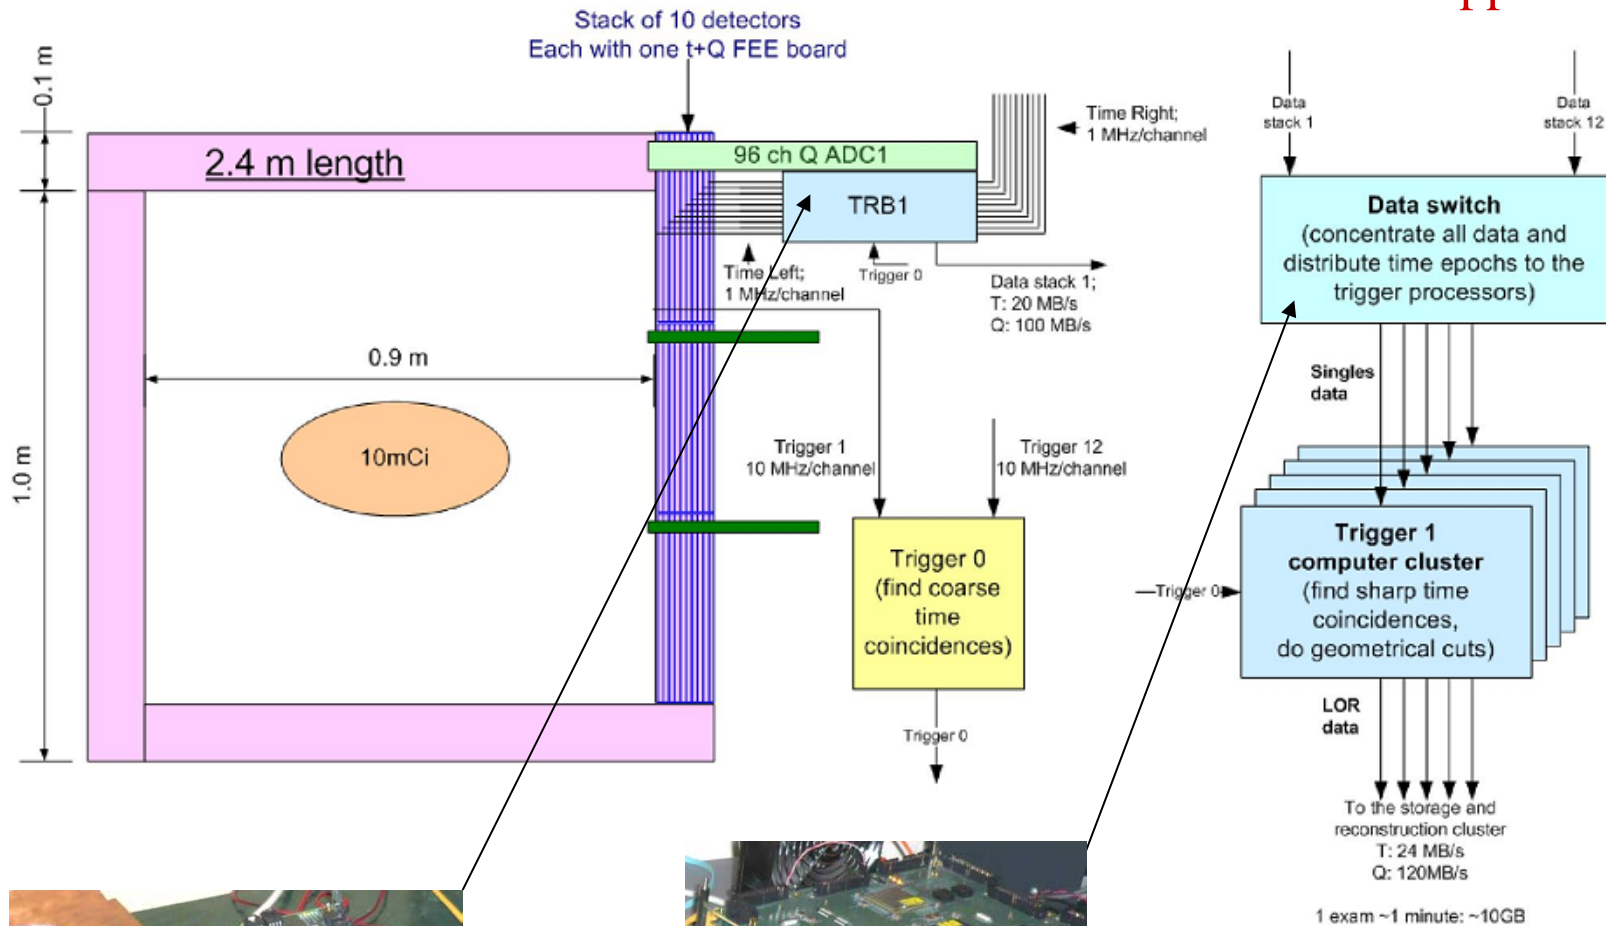 Stack of 10 detectors
Each with one t+Q FEE board
0.1 m
2.4 m length
96 ch Q ADC1
TRB1
Time Right;
1 MHz/channel
Time Left;
1 MHz/channel
Trigger 0
Data stack 1;
T: 20 MB/s
Q: 100 MB/s
0.9 m
1.0 m
10mCi
Trigger 1
10 MHz/channel
Trigger 12
10 MHz/channel
Trigger 0
(find coarse
time
coincidences)
Trigger 0
Data
stack 1
Data
stack 12
Data switch
(concentrate all data and
distribute time epochs to the
trigger processors)
Singles
data
Trigger 0
Trigger 1
computer cluster
(find sharp time
coincidences,
do geometrical cuts)
LOR
data
To the storage and
reconstruction cluster
T: 24 MB/s
Q: 120MB/s
1 exam ~1 minute: ~10GB